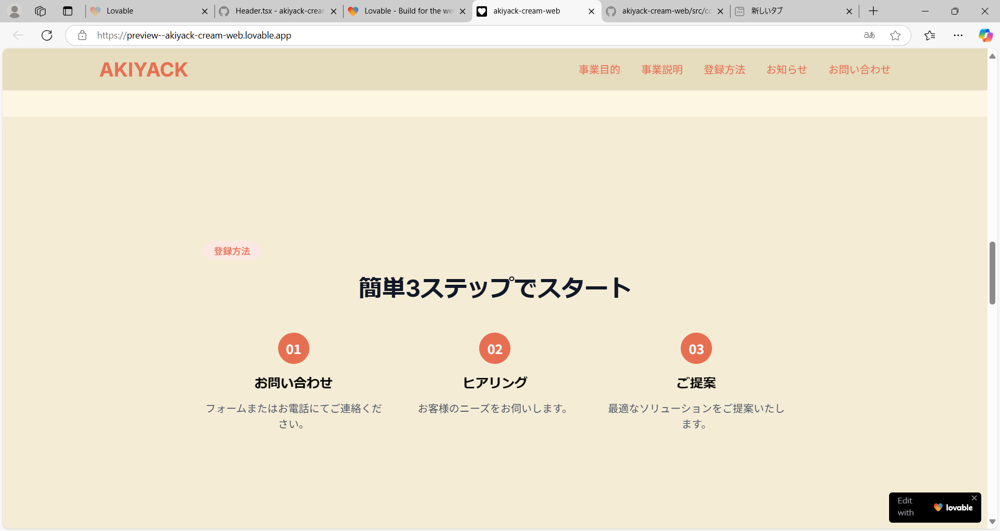 Lovable
Header.tsx - akiyack-crea
Lovable - Build for the we
akiyack-cream-web
akiyack-cream-web/src/cc
新しいタブ
https://preview--akiyack-cream-web.lovable.app
aあ
AKIYACK
事業目的
事業説明
登録方法
お知らせ
お問い合わせ
登録方法
簡単3ステップでスタート
01
02
03
お問い合わせ
ヒアリング
ご提案
フォームまたはお電話にてご連絡くだ
さい。
お客様のニーズをお伺いします。
最適なソリューションをご提案いたし
ます。
Edit
with
lovable